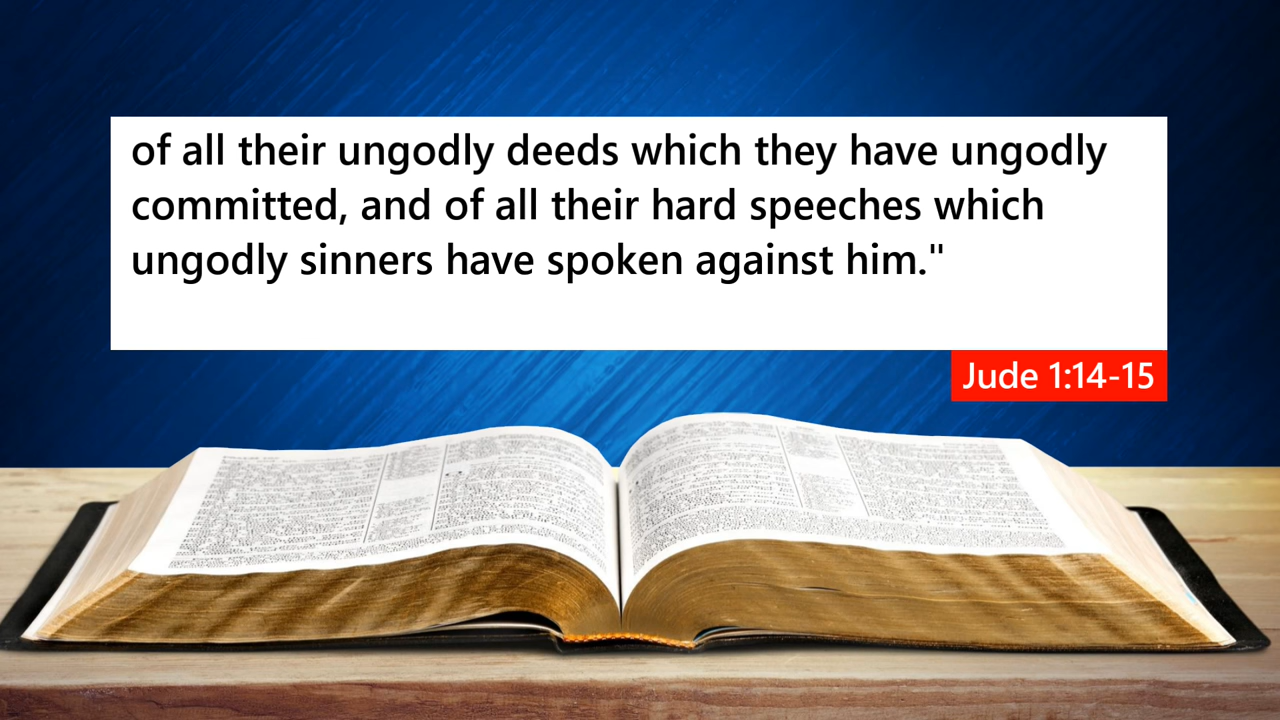 of all their ungodly deeds which they have ungodly
committed, and of all their hard speeches which
ungodly sinners have spoken against him."
Jude 1:14-15